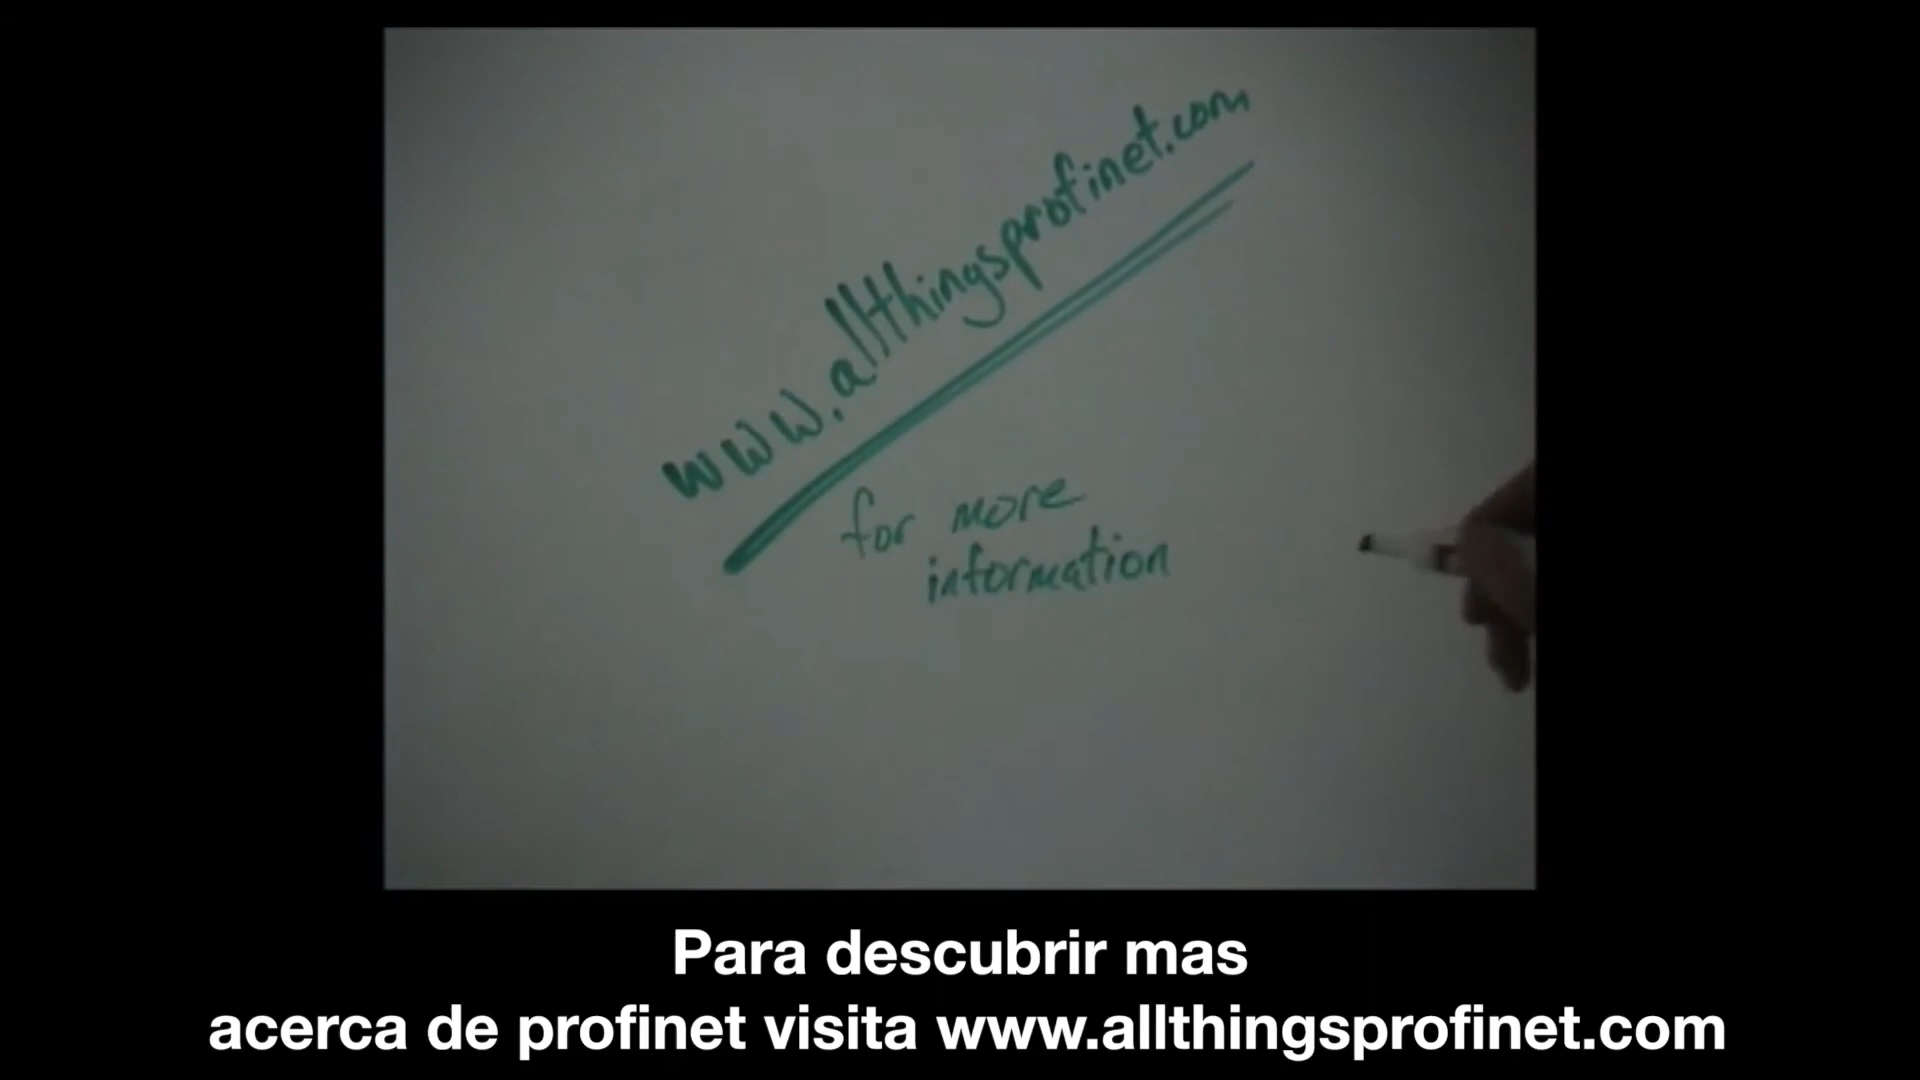 www.allthingsprofinet.com
for more
information
Para descubrir mas
acerca de profinet visita www.allthingsprofinet.com